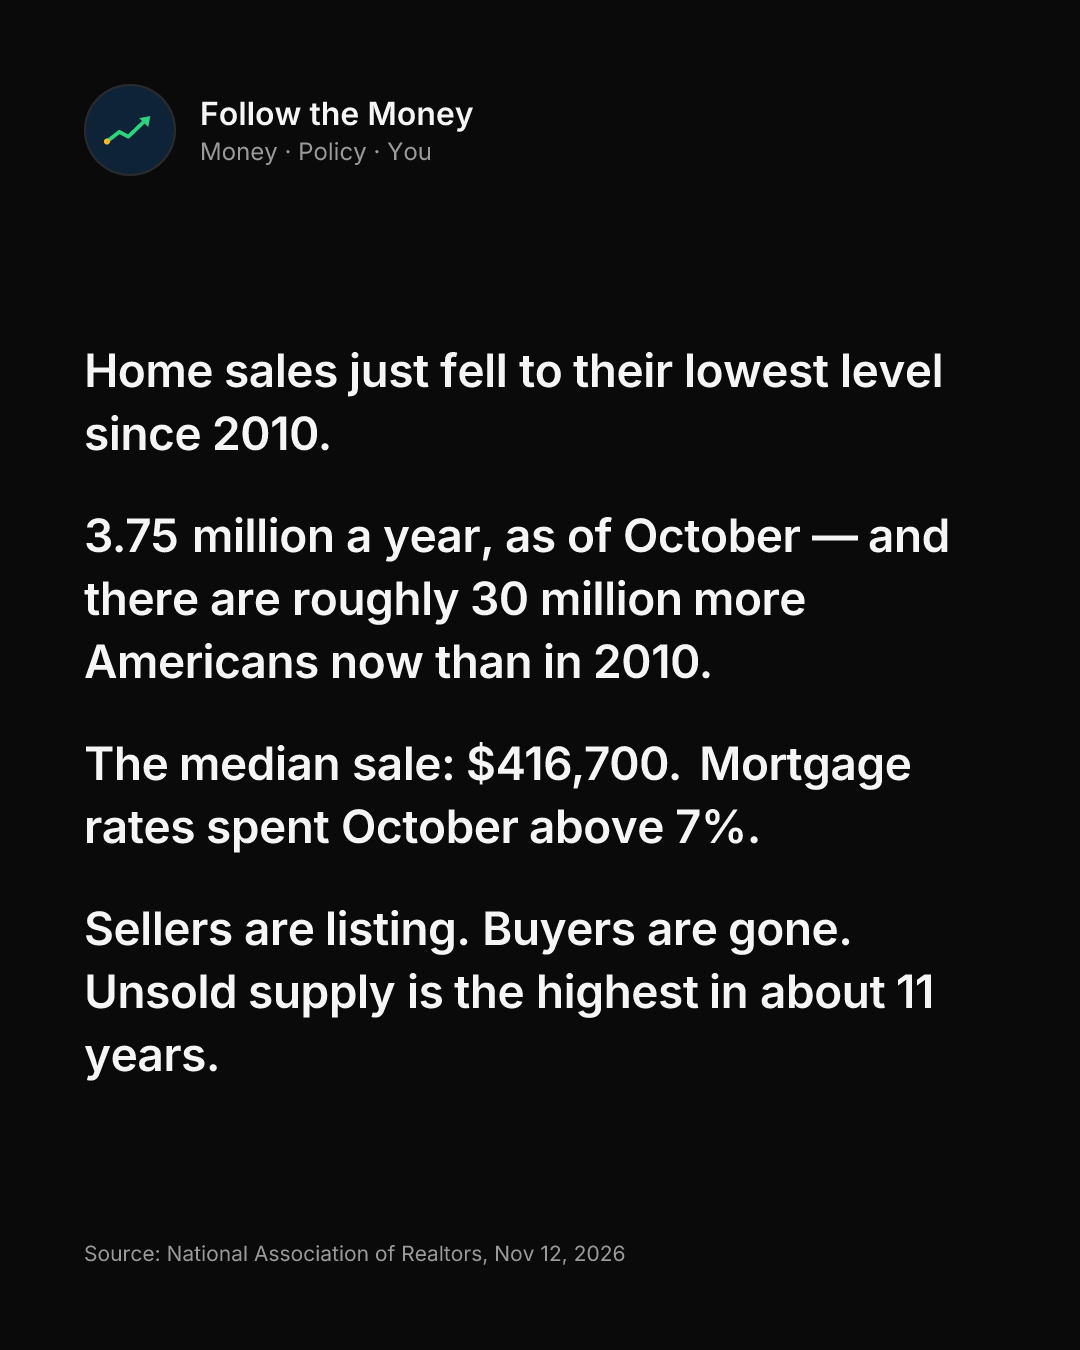 Follow the Money
Money · Policy · You
Home sales just fell to their lowest level
since 2010.
3.75 million a year, as of October — and
there are roughly 30 million more
Americans now than in 2010.
The median sale: $416,700. Mortgage
rates spent October above 7%.
Sellers are listing. Buyers are gone.
Unsold supply is the highest in about 11
years.
Source: National Association of Realtors, Nov 12, 2026